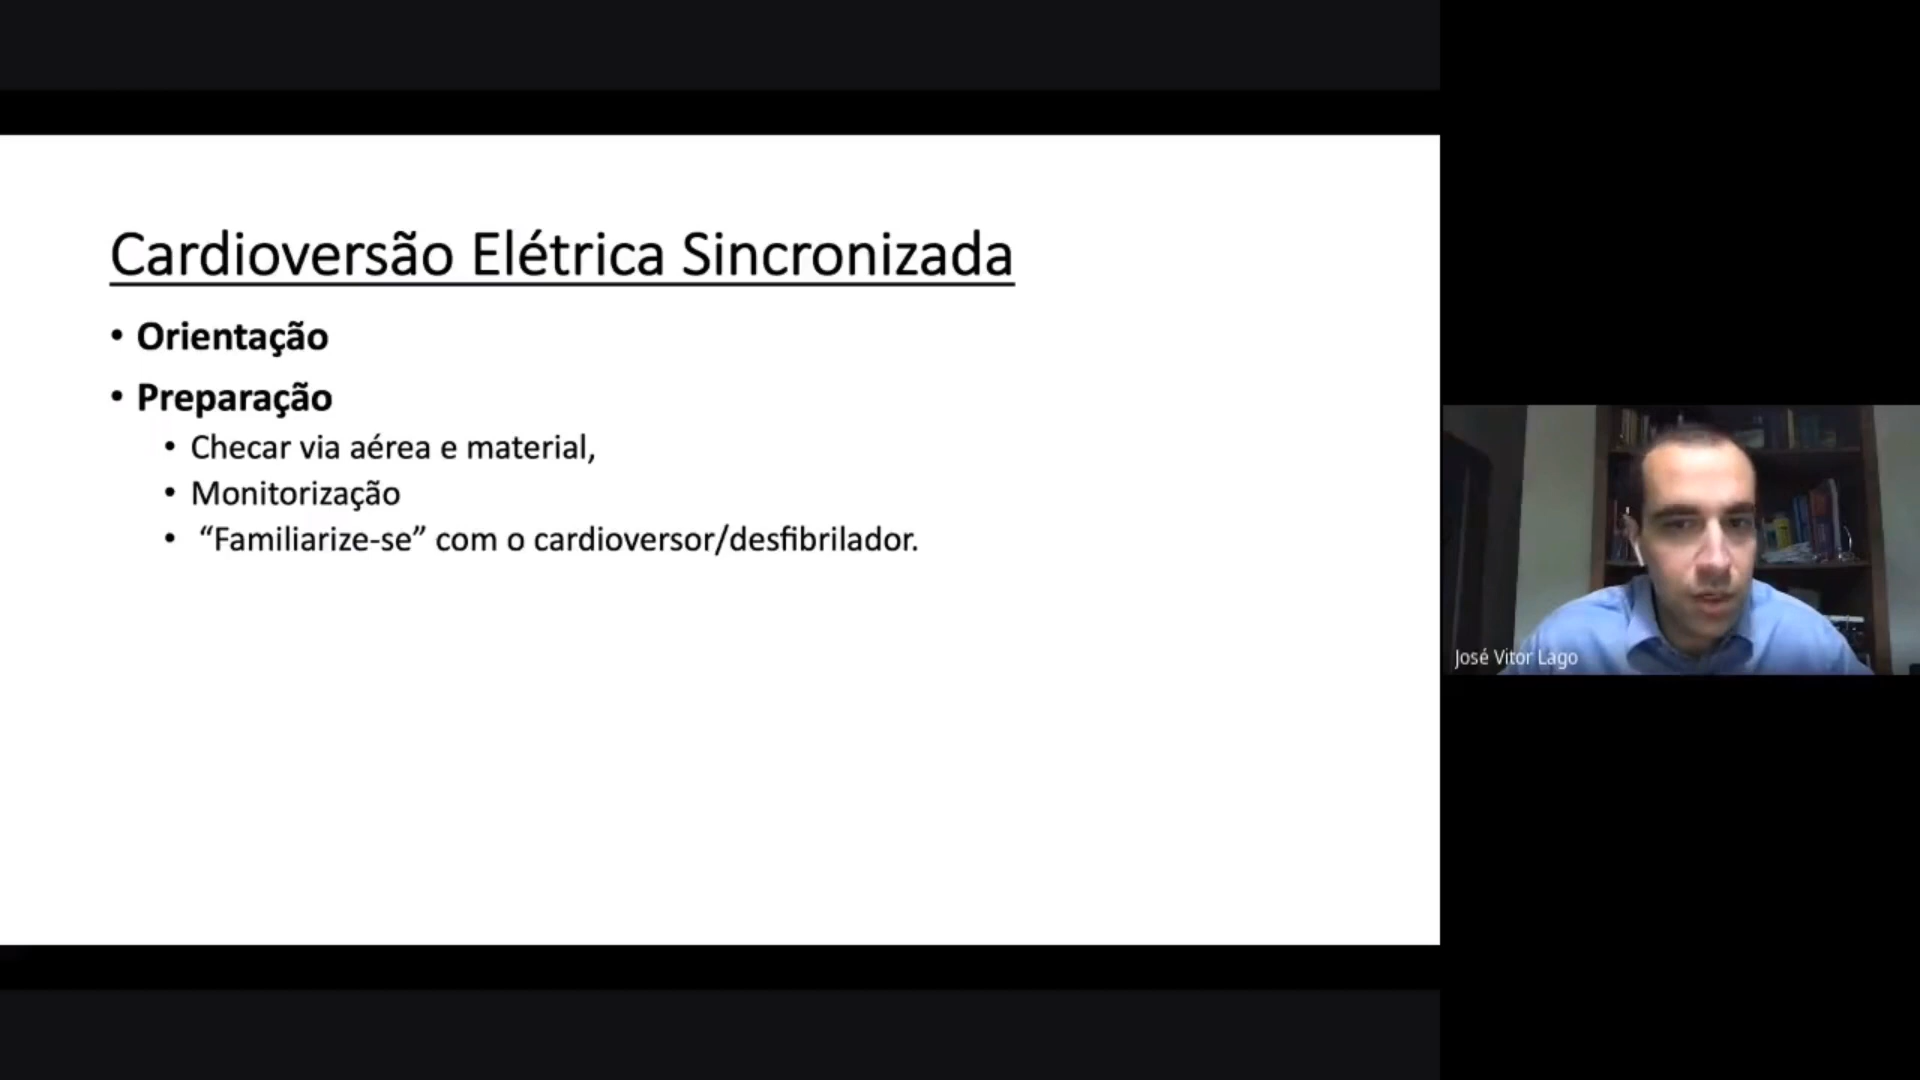 Cardioversão Elétrica Sincronizada
• Orientação
• Preparação
• Checar via aérea e material,
• Monitorização
• “Familiarize-se” com o cardioversor/desfibrilador.
José Vitor Lago